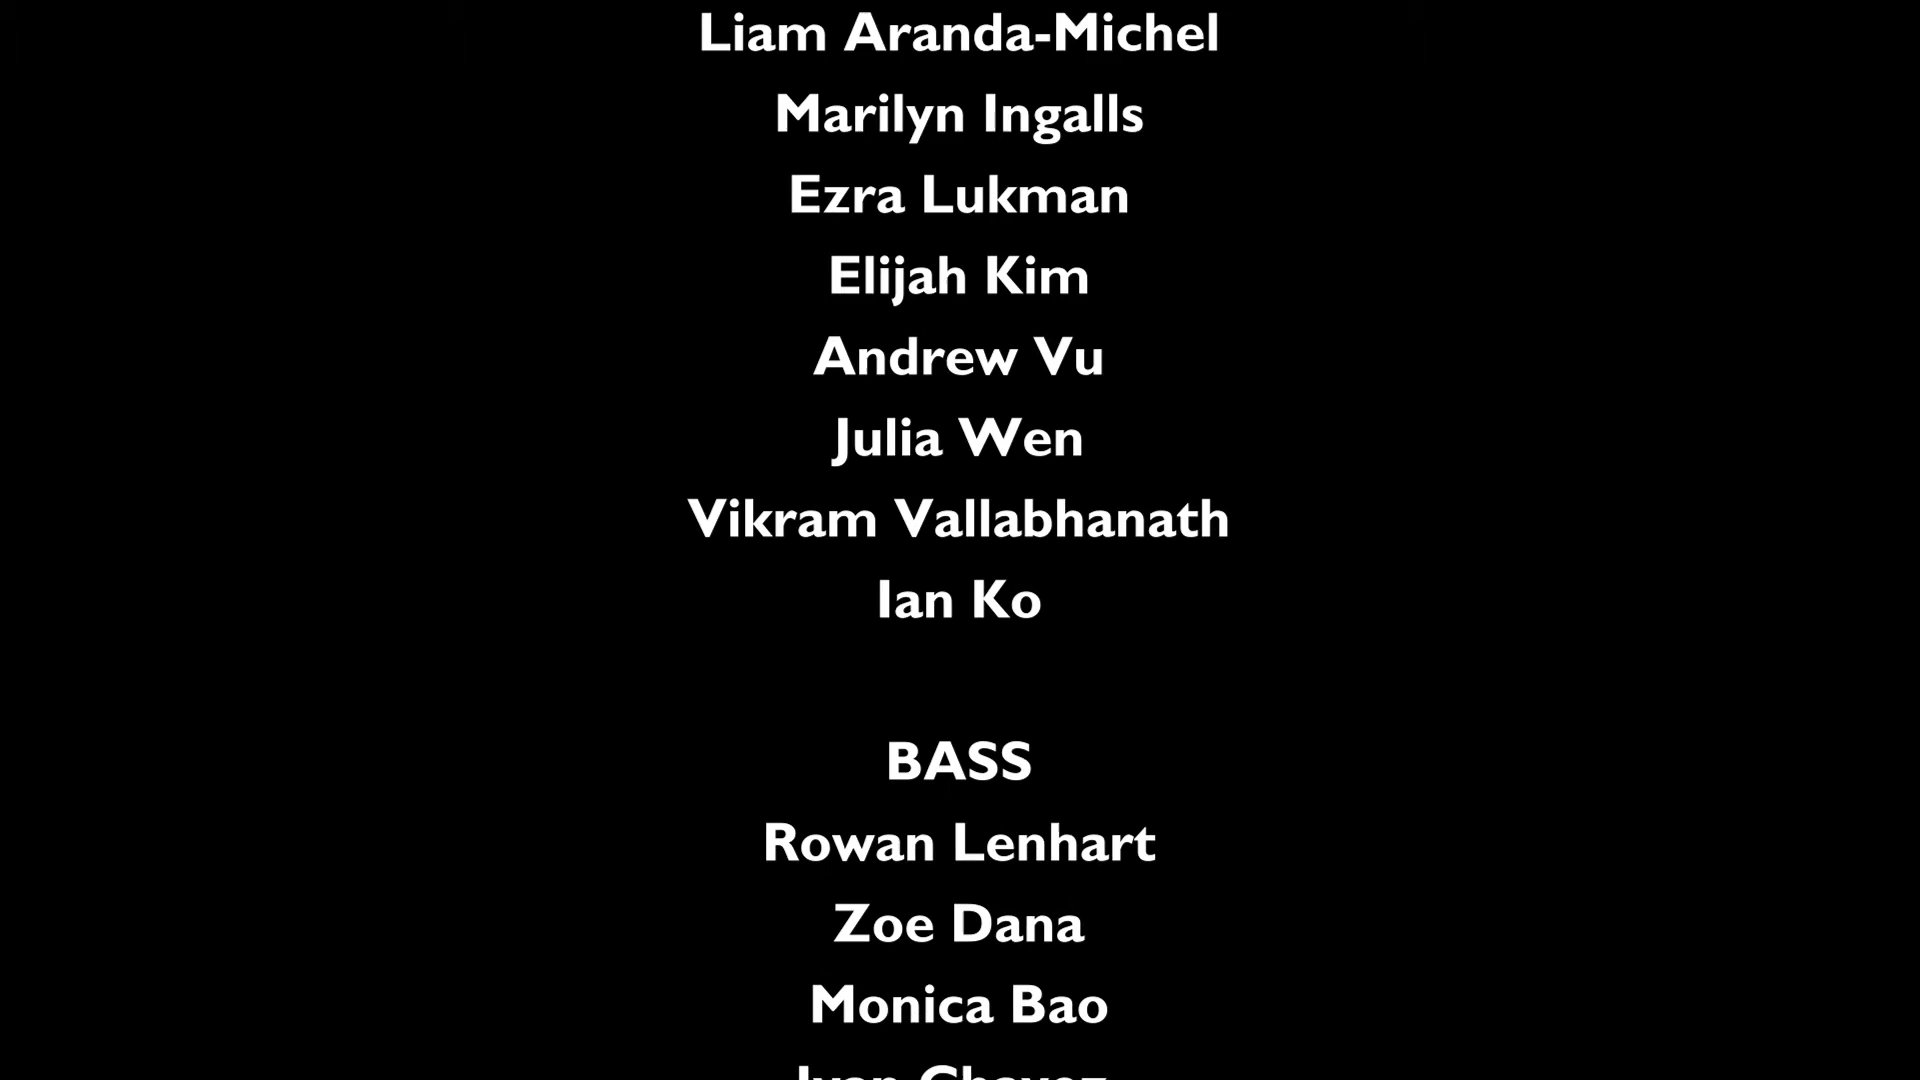 Liam Aranda-Michel
Marilyn Ingalls
Ezra Lukman
Elijah Kim
Andrew Vu
Julia Wen
Vikram Vallabhanath
Ian Ko
BASS
Rowan Lenhart
Zoe Dana
Monica Bao
Chavez